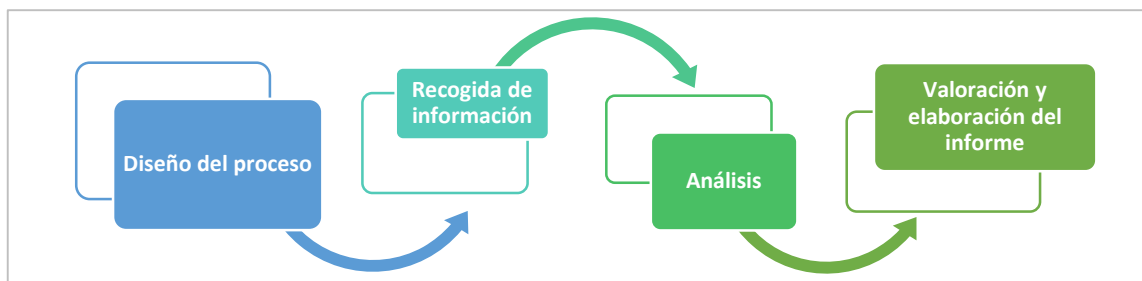 Diseño del proceso
Recogida de
información
Análisis
Valoración y
elaboración del
informe